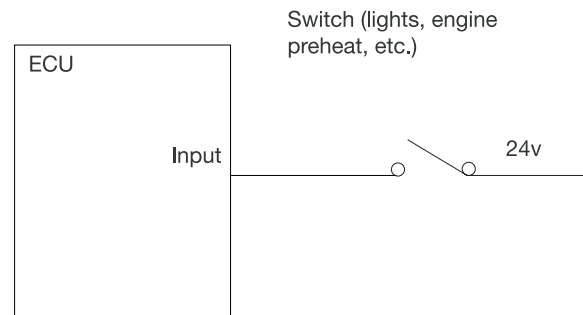 Switch (lights, engine
preheat, etc.)
ECU
Input
24v